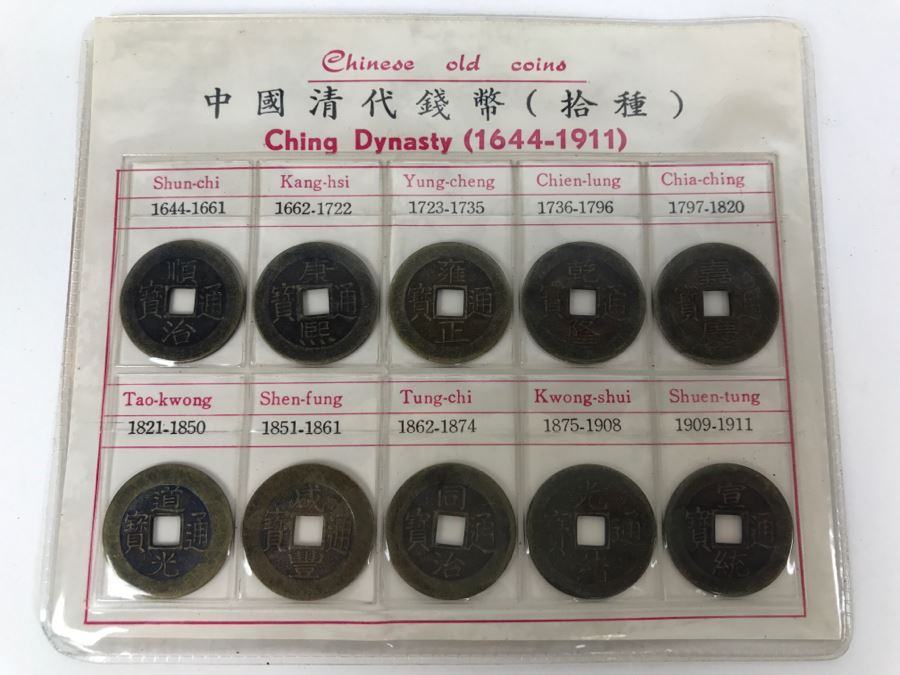 Chinese old coins
中國清代錢幣(拾種)
Ching Dynasty (1644-1911)
Shun-chi Kang-hsi Yung-cheng Chien-lung Chia-ching
1644-1661 1662-1722 1723-1735 1736-1796 1797-1820
順治通寶 康熙通寶 雍正通寶 乾隆通寶 嘉慶通寶
Tao-kwong Shen-fung Tung-chi Kwong-shui Shuen-tung
1821-1850 1851-1861 1862-1874 1875-1908 1909-1911
道光通寶 咸豐通寶 同治通寶 光緒通寶 宣統通寶